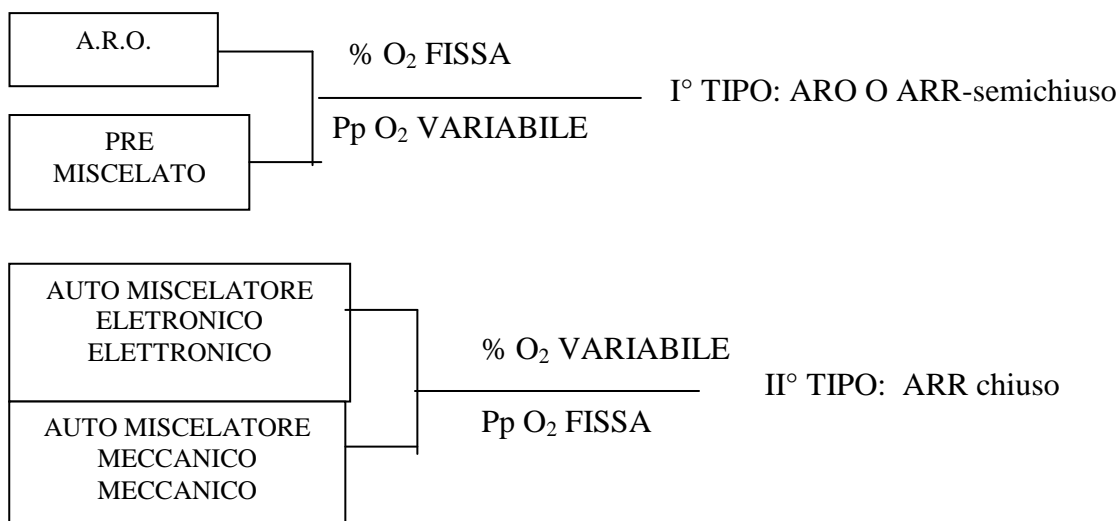 A.R.O.
PRE
MISCELATO
% O₂ FISSA
Pp O₂ VARIABILE
I° TIPO: ARO O ARR-semichiuso
AUTO MISCELATORE
ELETRONICO
ELETTRONICO
AUTO MISCELATORE
MECCANICO
MECCANICO
% O₂ VARIABILE
Pp O₂ FISSA
II° TIPO: ARR chiuso